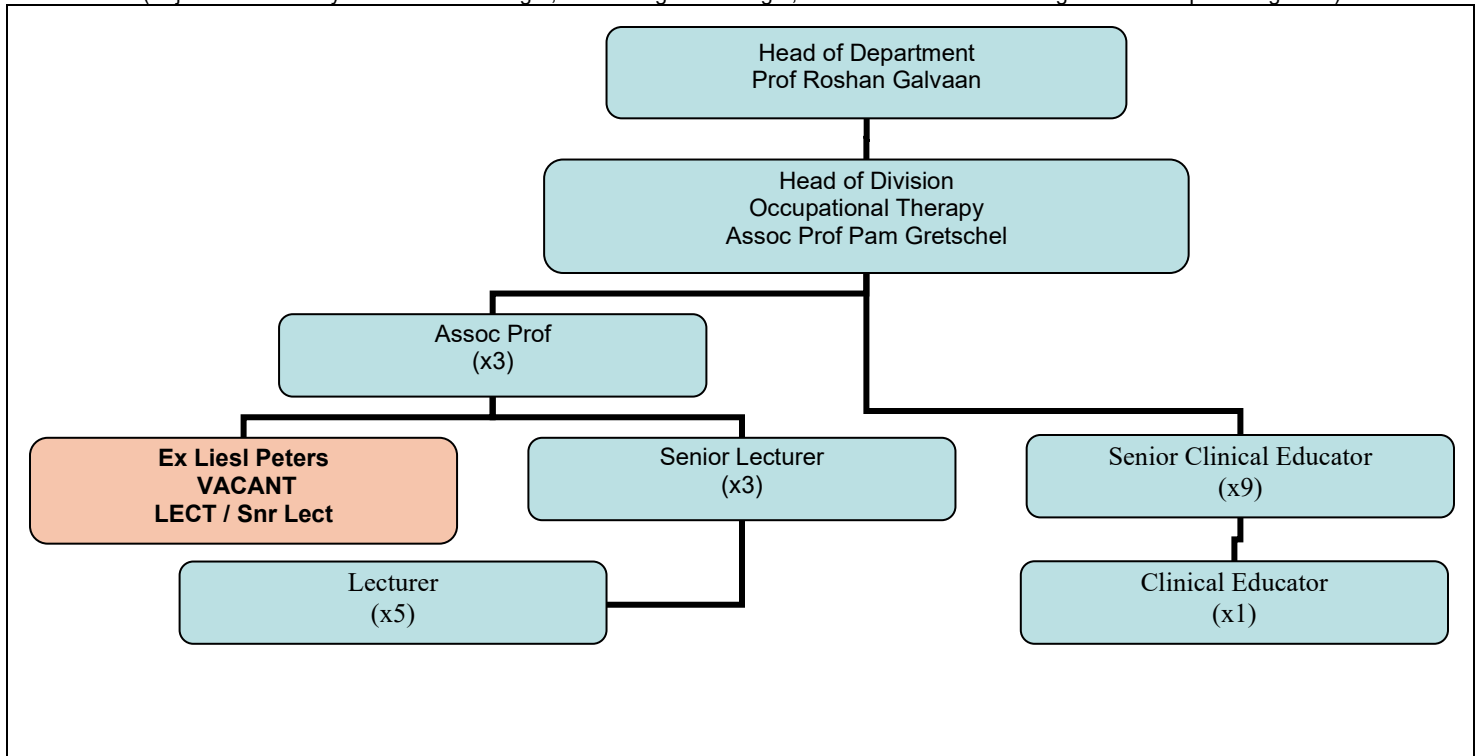 Head of Department
Prof Roshan Galvaan
Head of Division
Occupational Therapy
Assoc Prof Pam Gretschel
Assoc Prof
(x3)
Ex Liesl Peters
VACANT
LECT / Snr Lect
Senior Lecturer
(x3)
Senior Clinical Educator
(x9)
Lecturer
(x5)
Clinical Educator
(x1)